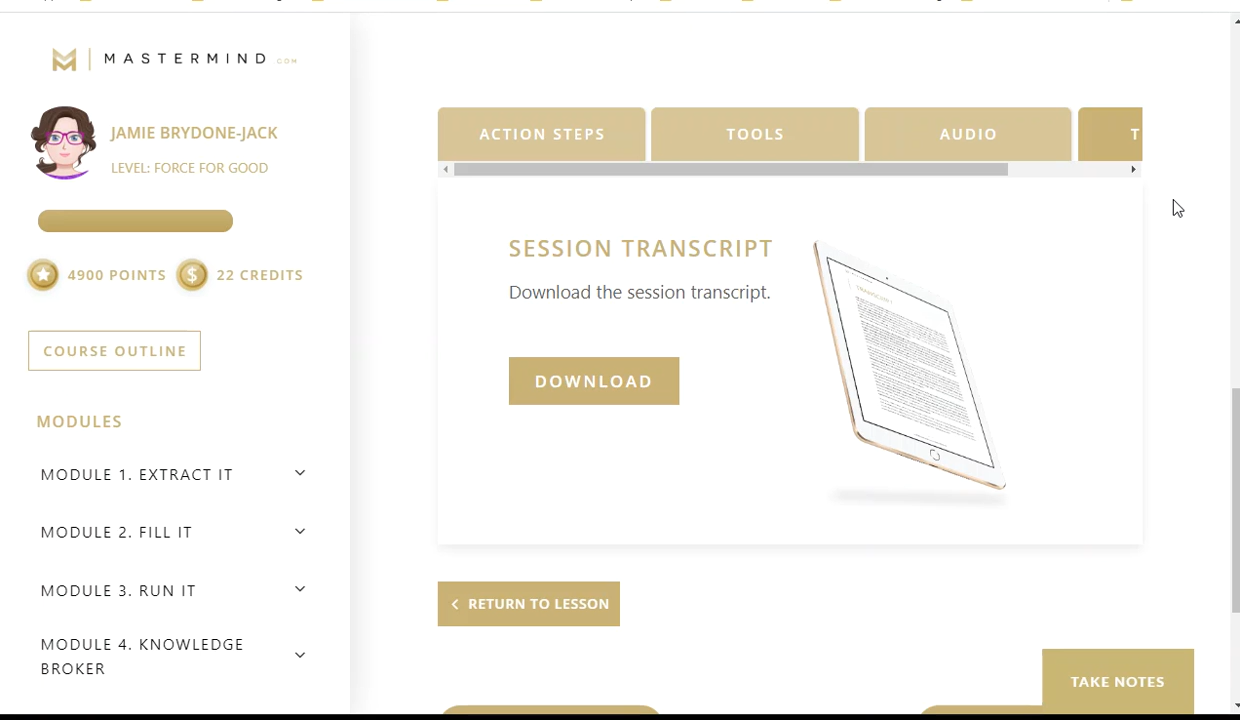 MASTERMIND.COM
JAMIE BRYDONE-JACK
LEVEL: FORCE FOR GOOD
4900 POINTS
22 CREDITS
COURSE OUTLINE
MODULES
MODULE 1. EXTRACT IT
MODULE 2. FILL IT
MODULE 3. RUN IT
MODULE 4. KNOWLEDGE
BROKER
ACTION STEPS
TOOLS
AUDIO
T
SESSION TRANSCRIPT
Download the session transcript.
DOWNLOAD
TRANSCRIPT
RETURN TO LESSON
TAKE NOTES